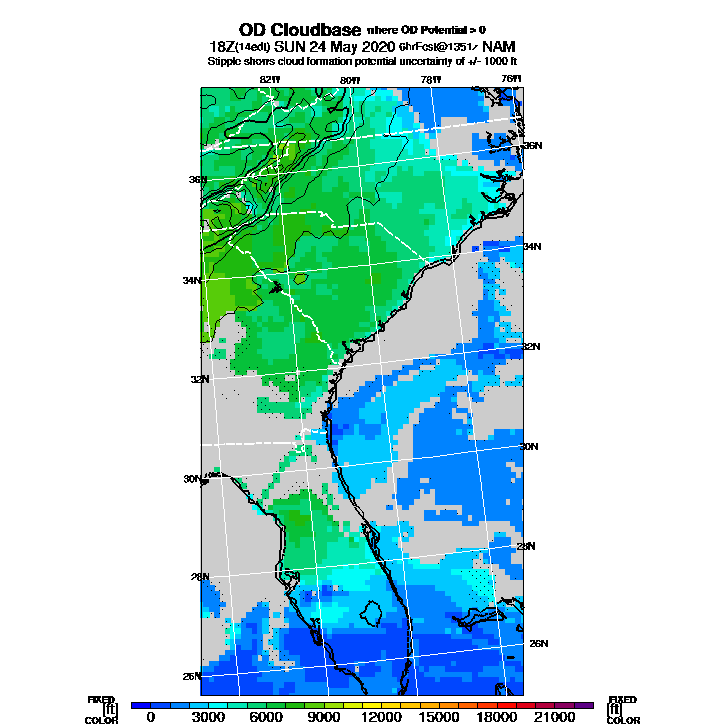 OD Cloudbase where OD Potential > 0
18Z(14edt) SUN 24 May 2020 6hrFcst@1351z NAM
Stipple shows cloud formation potential uncertainty of +/- 1000 ft
82W 80W 78W 76W
36N 36N
34N 34N
32N 32N
30N 30N
28N 28N
26N 26N
FIXED FIXED
[ft] [ft]
COLOR COLOR
0 3000 6000 9000 12000 15000 18000 21000